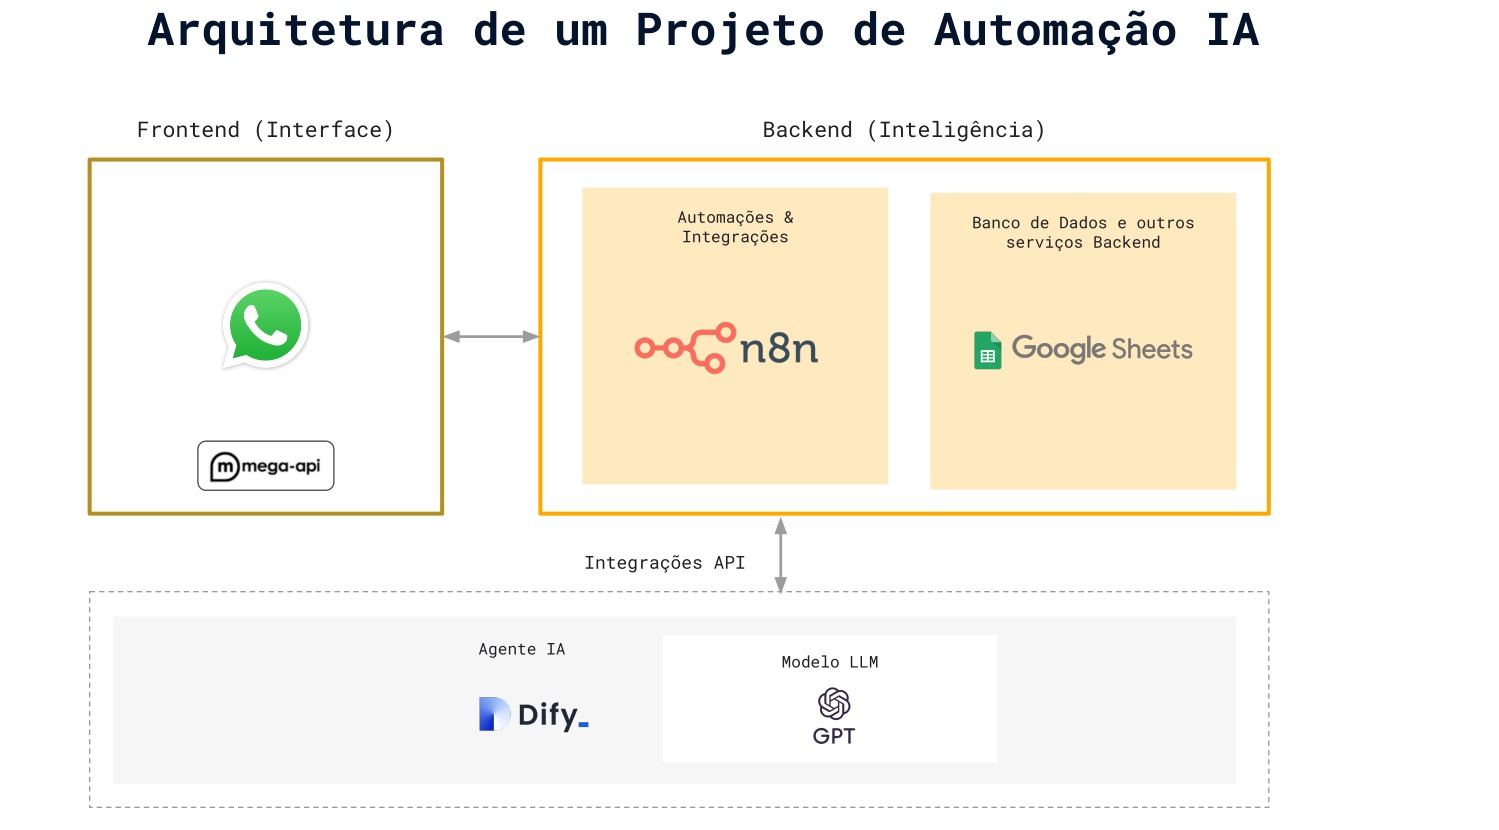 Arquitetura de um Projeto de Automação IA
Frontend (Interface)
Backend (Inteligência)
mega-api
Automações &
Integrações
n8n
Banco de Dados e outros
serviços Backend
Google Sheets
Integrações API
Agente IA
Dify_
Modelo LLM
GPT